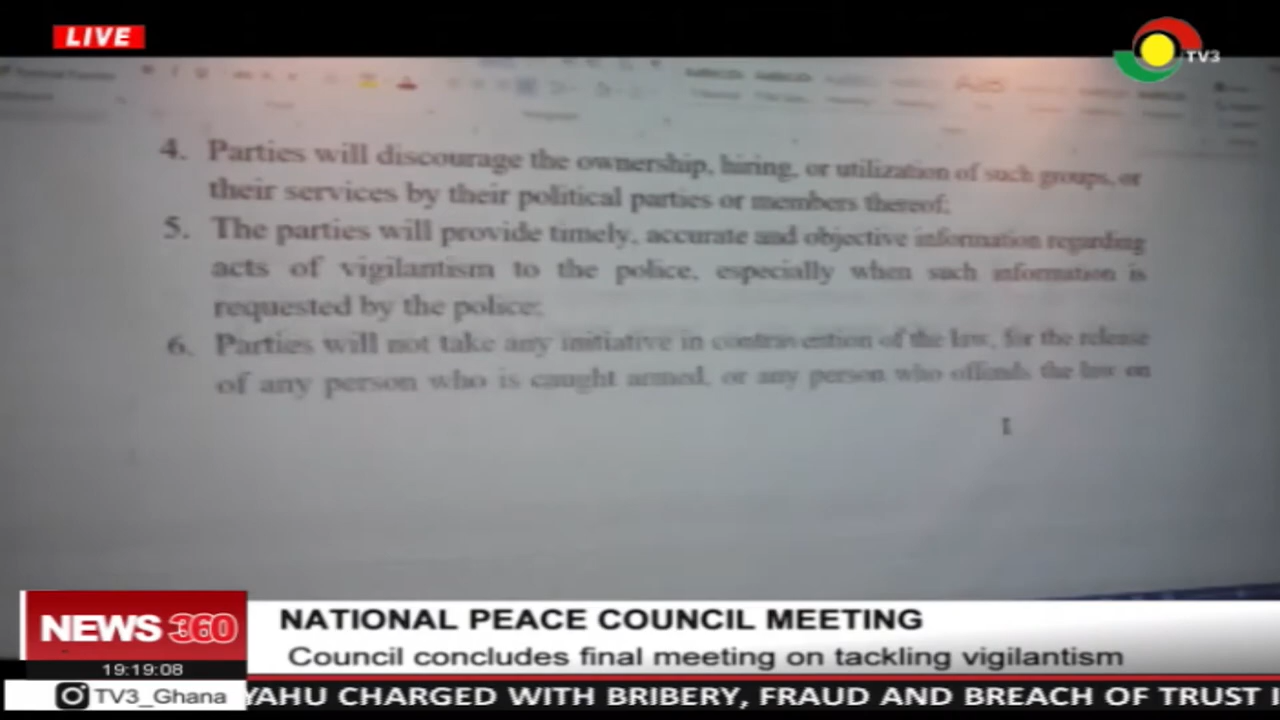 LIVE
TV3
4. Parties will discourage the ownership, hiring, or utilization of such groups, or
their services by their political parties or members thereof;
5. The parties will provide timely, accurate and objective information regarding
acts of vigilantism to the police, especially when such information is
requested by the police;
6. Parties will not take any initiative in contravention of the law, for the release
of any person who is caught armed, or any person who offends the law on
NEWS 360
NATIONAL PEACE COUNCIL MEETING
Council concludes final meeting on tackling vigilantism
19:19:08
TV3_Ghana
YAHU CHARGED WITH BRIBERY, FRAUD AND BREACH OF TRUST I